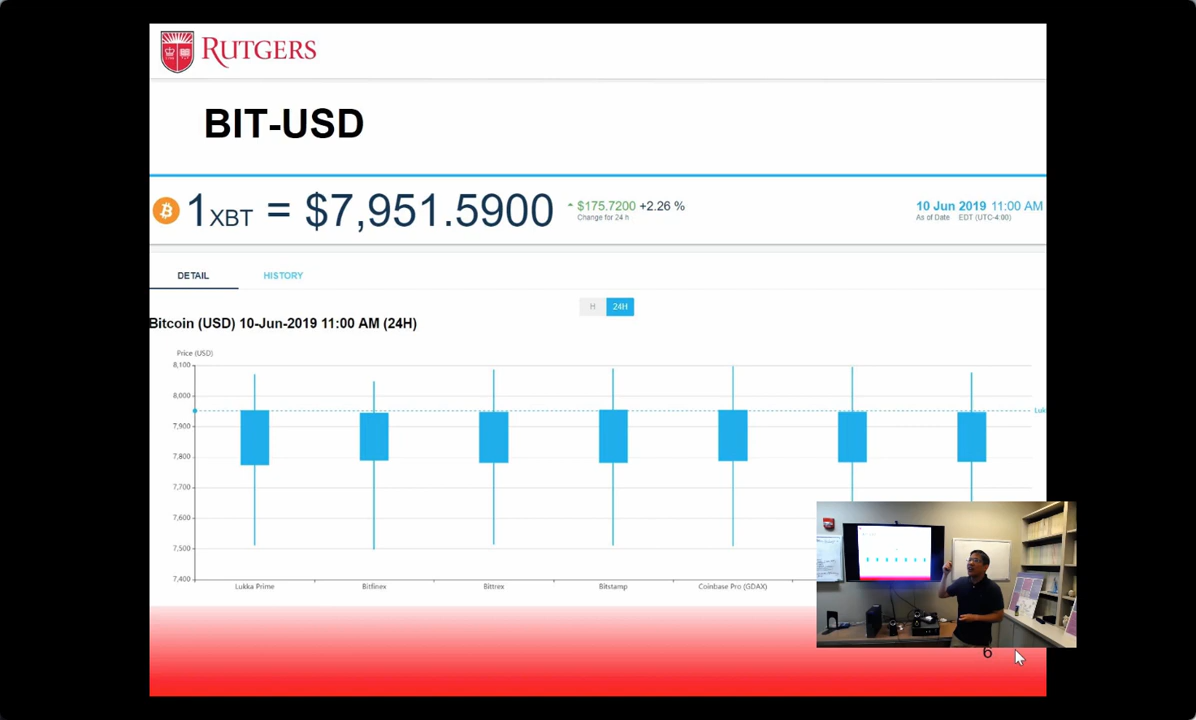 RUTGERS
BIT-USD
1XBT = $7,951.5900
$175.7200 +2.26 %
Change for 24 h
10 Jun 2019 11:00 AM
As of Date EDT (UTC-4:00)
DETAIL
HISTORY
H
24H
Bitcoin (USD) 10-Jun-2019 11:00 AM (24H)
Price (USD)
8,100
8,000
7,900
Luk
7,800
7,700
7,600
7,500
7,400
Lukka Prime
Bitfinex
Bittrex
Bitstamp
Coinbase Pro (GDAX)
6